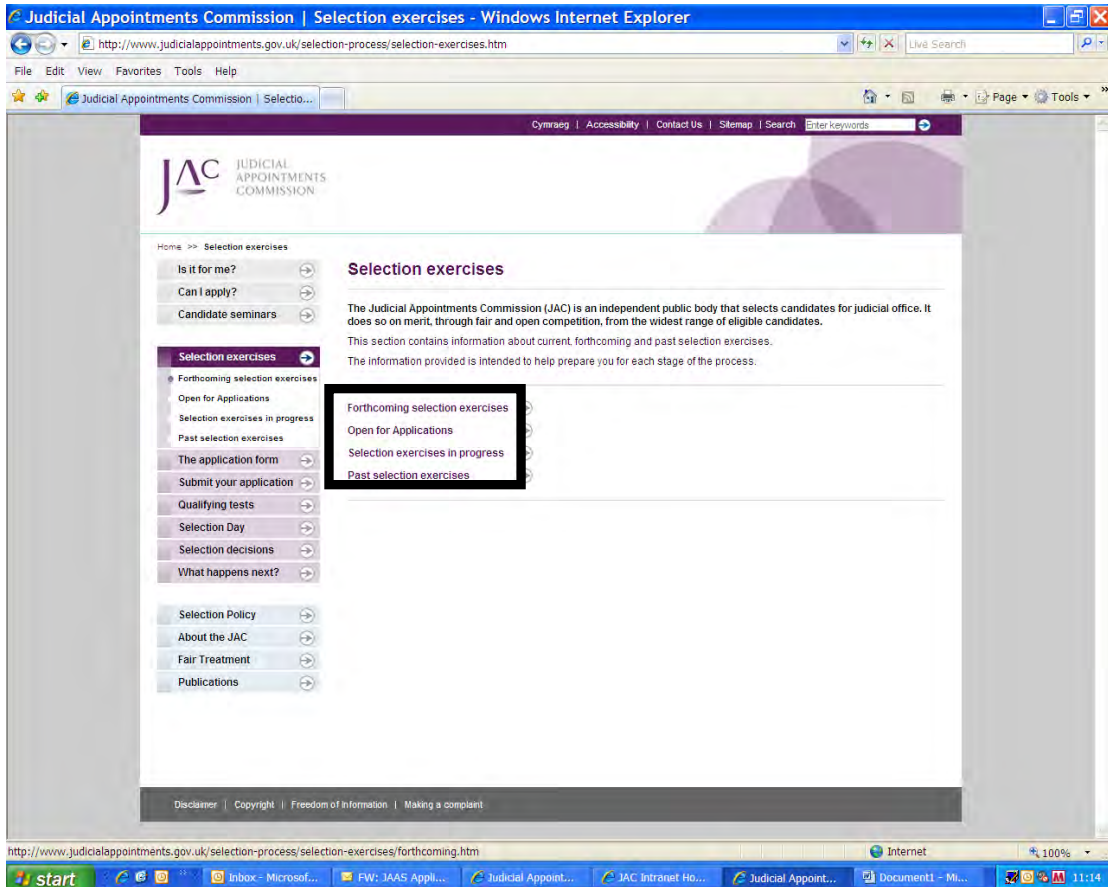 Judicial Appointments Commission | Selection exercises - Windows Internet Explorer
http://www.judicialappointments.gov.uk/selection-process/selection-exercises.htm
Live Search
File Edit View Favorites Tools Help
Judicial Appointments Commission | Selectio...
Page Tools
Cymraeg | Accessibility | Contact Us | Sitemap | Search Enter keywords
JAC JUDICIAL
APPOINTMENTS
COMMISSION
Home >> Selection exercises
Is it for me?
Can I apply?
Candidate seminars
Selection exercises
Forthcoming selection exercises
Open for Applications
Selection exercises in progress
Past selection exercises
The application form
Submit your application
Qualifying tests
Selection Day
Selection decisions
What happens next?
Selection Policy
About the JAC
Fair Treatment
Publications
Selection exercises
The Judicial Appointments Commission (JAC) is an independent public body that selects candidates for judicial office. It
does so on merit, through fair and open competition, from the widest range of eligible candidates.
This section contains information about current, forthcoming and past selection exercises.
The information provided is intended to help prepare you for each stage of the process.
Forthcoming selection exercises
Open for Applications
Selection exercises in progress
Past selection exercises
Disclaimer | Copyright | Freedom of Information | Making a complaint
http://www.judicialappointments.gov.uk/selection-process/selection-exercises/forthcoming.htm
Internet
100%
start
Inbox - Microsof...
FW: JAAS Appli...
Judicial Appoint...
JAC Intranet Ho...
Judicial Appoint...
Document1 - Mi...
11:14